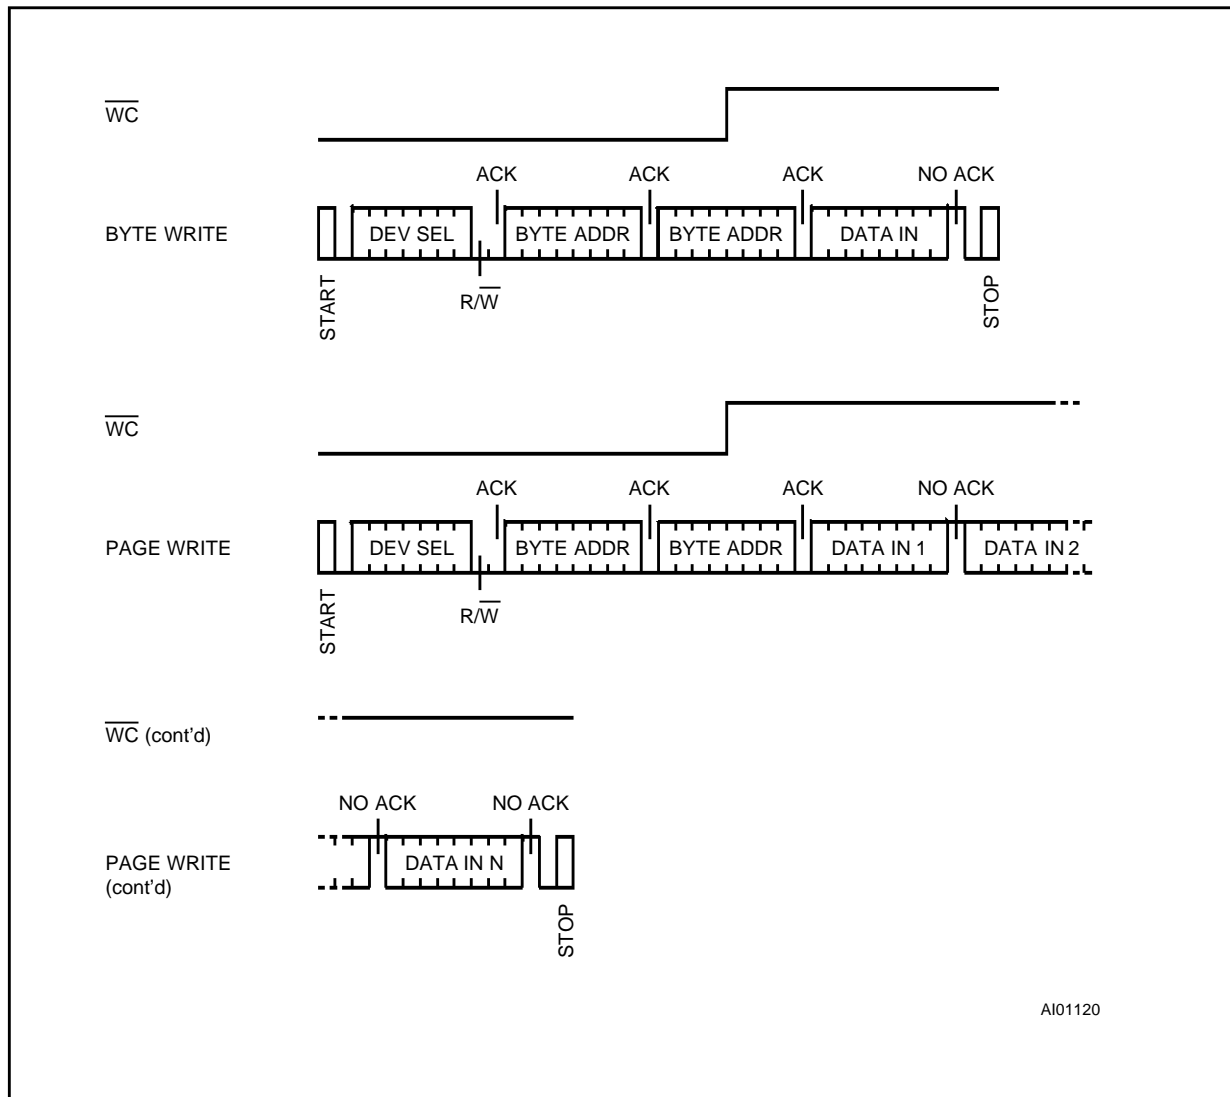 WC
ACK ACK ACK NO ACK
BYTE WRITE DEV SEL BYTE ADDR BYTE ADDR DATA IN
R/W
START STOP
WC
ACK ACK ACK NO ACK
PAGE WRITE DEV SEL BYTE ADDR BYTE ADDR DATA IN 1 DATA IN 2
R/W
START
WC (cont'd)
NO ACK NO ACK
PAGE WRITE DATA IN N
(cont'd)
STOP
AI01120